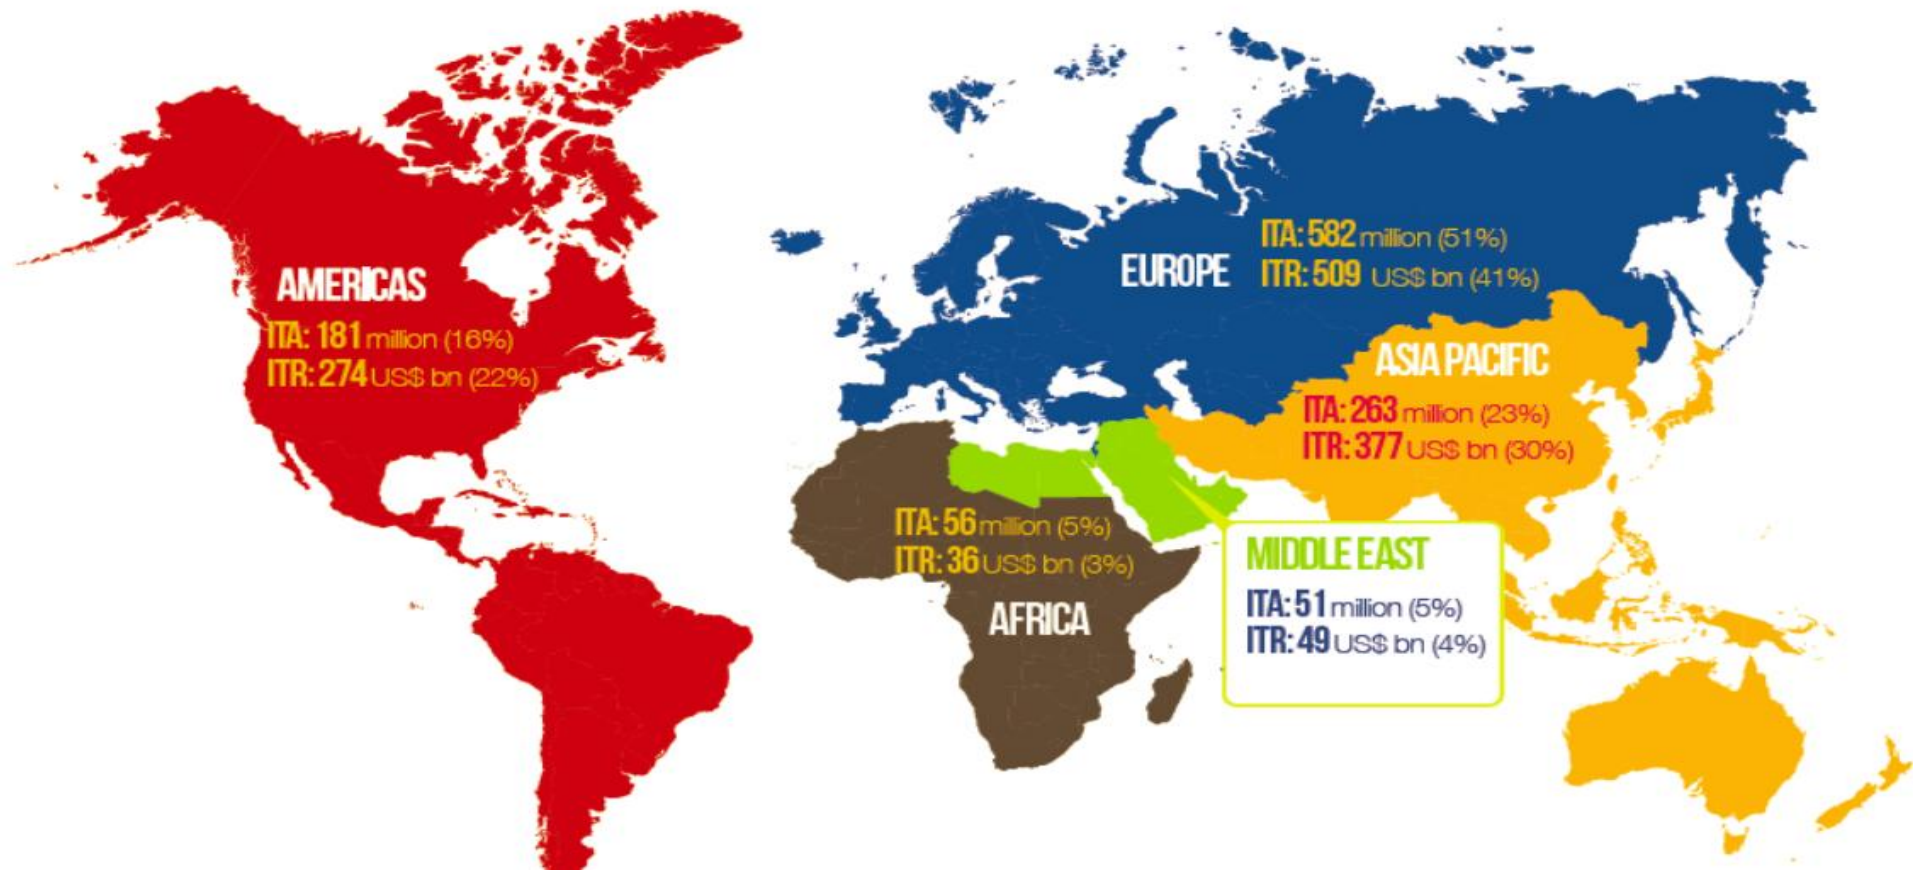 AMERICAS
ITA: 181 million (16%)
ITR: 274 US$ bn (22%)
EUROPE
ITA: 582 million (51%)
ITR: 509 US$ bn (41%)
ASIA PACIFIC
ITA: 263 million (23%)
ITR: 377 US$ bn (30%)
ITA: 56 million (5%)
ITR: 36 US$ bn (3%)
AFRICA
MIDDLE EAST
ITA: 51 million (5%)
ITR: 49 US$ bn (4%)